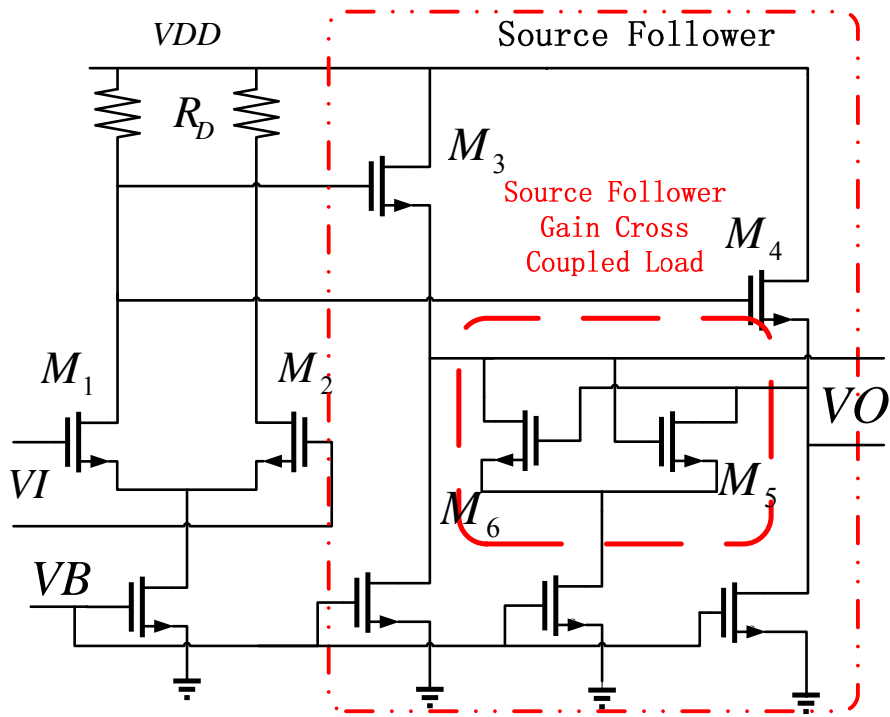 VDD
Source Follower
R_D
M_3
Source Follower
Gain Cross
Coupled Load
M_4
M_1
M_2
VO
VI
M_6
M_5
VB